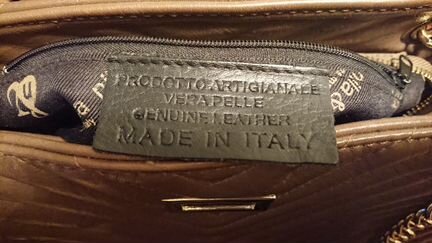 PRODOTTO ARTIGIANALE
VERA PELLE
GENUINE LEATHER
MADE IN ITALY